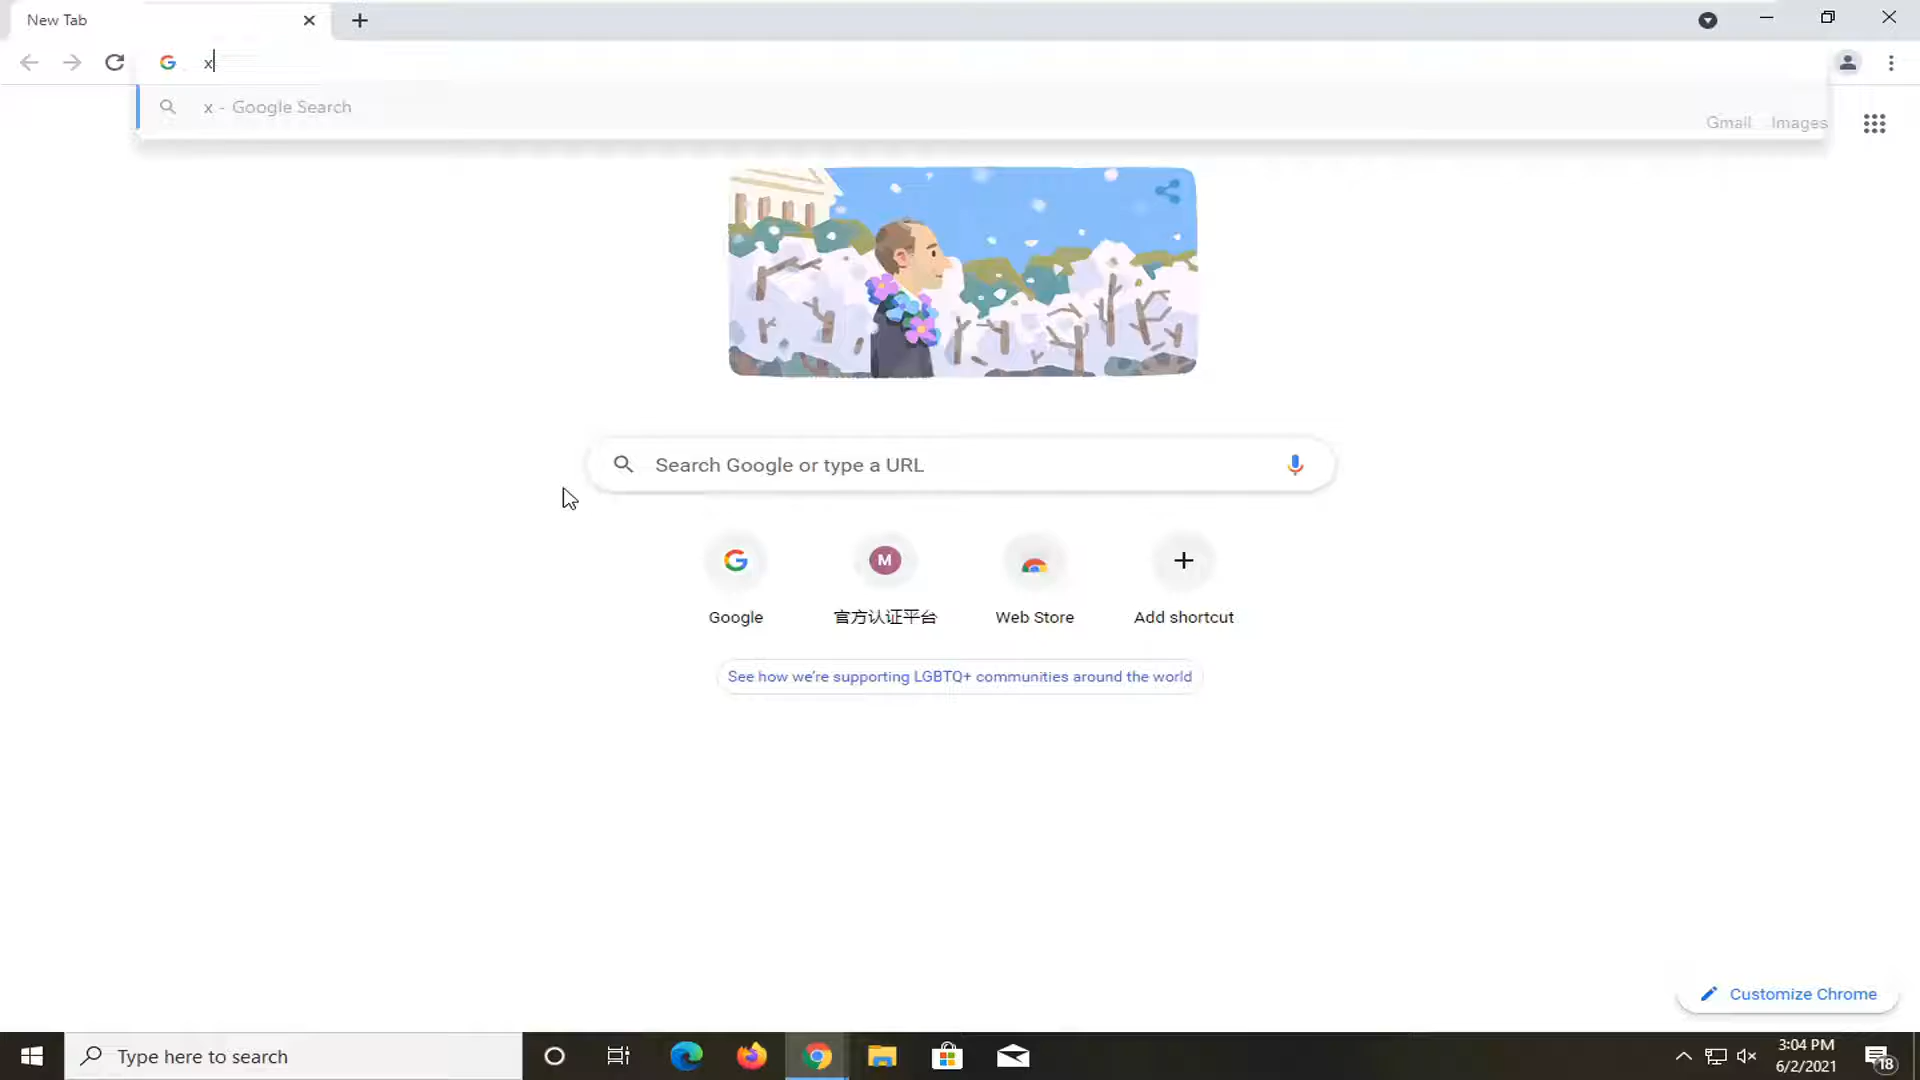 New Tab
x
x - Google Search
Gmail Images
Search Google or type a URL
M
Google 官方认证平台 Web Store Add shortcut
See how we're supporting LGBTQ+ communities around the world
Customize Chrome
Type here to search
3:04 PM
6/2/2021
18